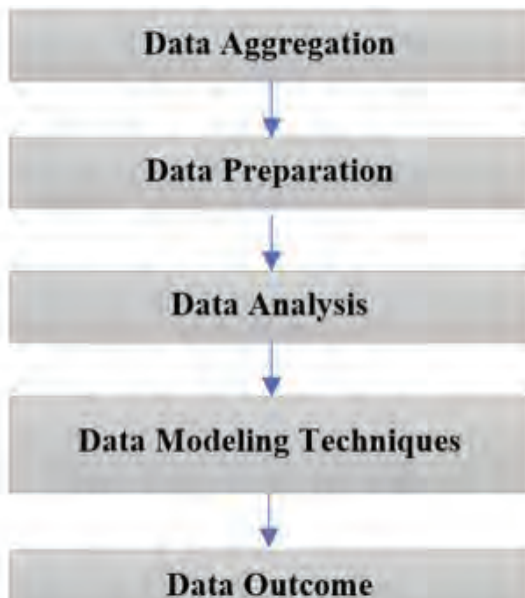 Data Aggregation
Data Preparation
Data Analysis
Data Modeling Techniques
Data Outcome